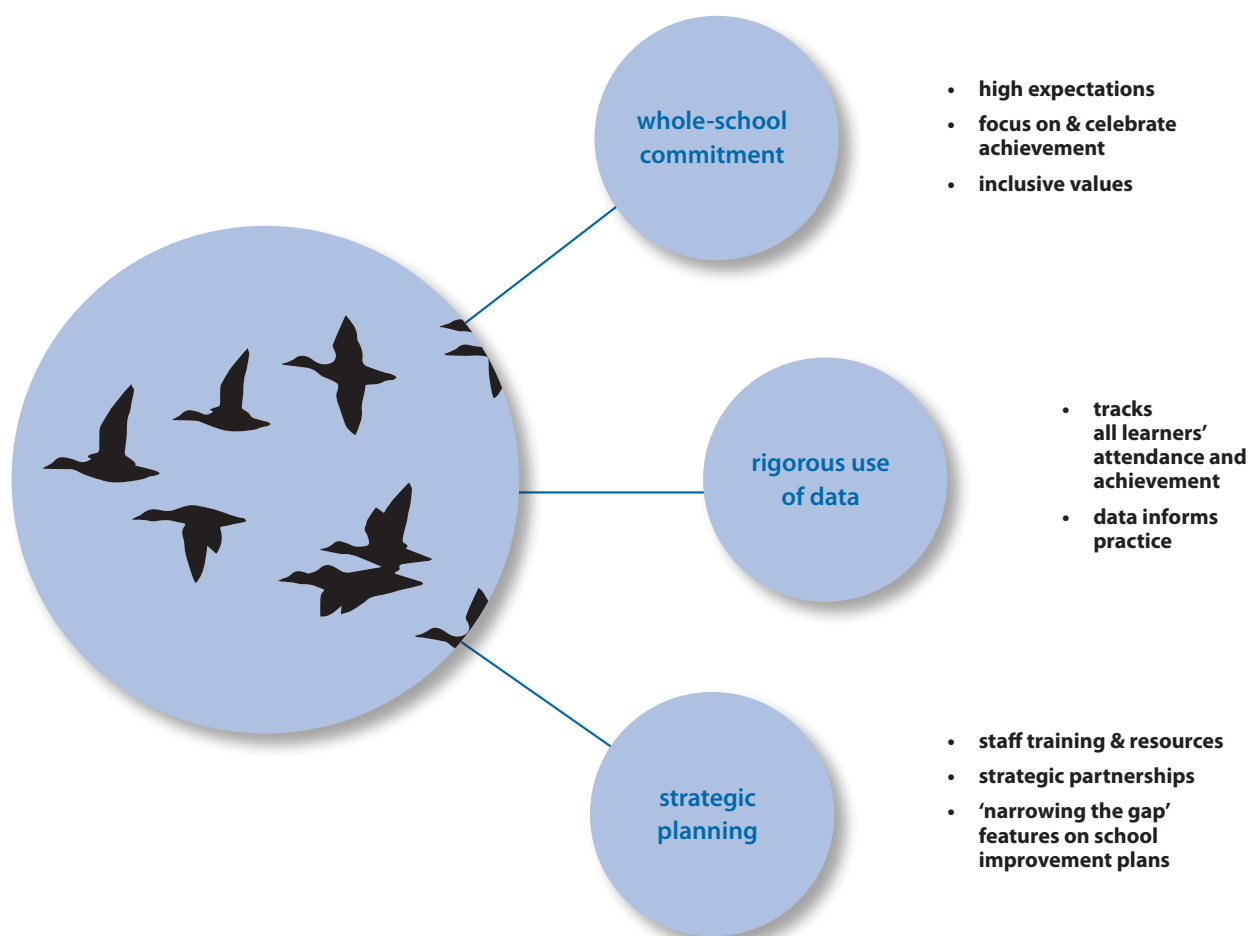 whole-school
commitment
• high expectations
• focus on & celebrate
achievement
• inclusive values
rigorous use
of data
• tracks
all learners’
attendance and
achievement
• data informs
practice
strategic
planning
• staff training & resources
• strategic partnerships
• ‘narrowing the gap’
features on school
improvement plans